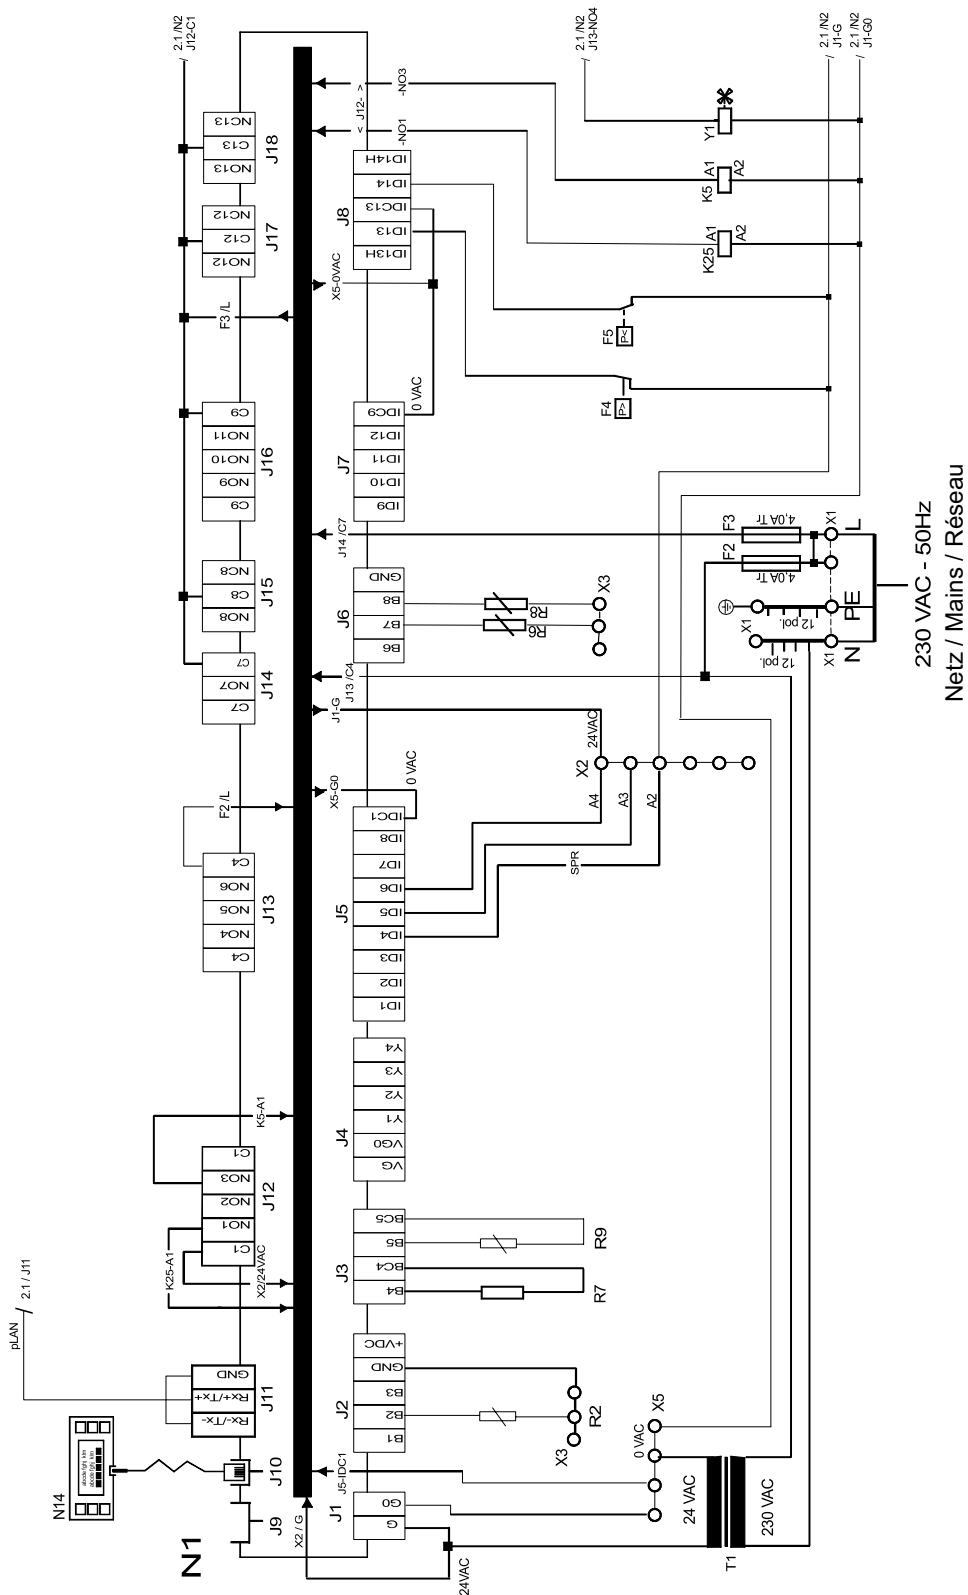 N1
N14
abcde fghij klm
abcde fghij klm
J9
J10
pLAN
2.1 / J11
J11
Rx-/Tx-
Rx+/Tx+
GND
K25-A1
X2/24VAC
J12
C1
NO1
NO2
NO3
C1
K5-A1
J13
C4
NO4
NO5
NO6
C4
F2 /L
J14
C7
NO7
C7
J15
NO8
C8
NC8
J16
C9
NO9
NO10
NO11
C9
F3 /L
J17
NO12
C12
NC12
J18
NO13
C13
NC13
2.1 /N2
J12-C1
X2 / G
J1
G
G0
24VAC
J5-IDC1
J2
B1
B2
B3
GND
+VDC
X3
R2
J3
B4
BC4
B5
BC5
R7
R9
J4
VG
VG0
Y1
Y2
Y3
Y4
J5
ID1
ID2
ID3
ID4
ID5
ID6
ID7
ID8
IDC1
X5-G0
0 VAC
SPR
J1-G
J13 /C4
J6
B6
B7
B8
GND
R6
R8
X3
J14 /C7
J7
ID9
ID10
ID11
ID12
IDC9
0 VAC
X5-0VAC
J8
ID13H
ID13
IDC13
ID14
ID14H
< J12- >
-NO1
-NO3
2.1 /N2
J13-NO4
2.1 /N2
J1-G
2.1 /N2
J1-G0
X2
24VAC
A4
A3
A2
F4
P>
F5
P<
K25
A1
A2
K5
A1
A2
Y1
X5
0 VAC
24 VAC
230 VAC
T1
F2
4,0A Tr
F3
4,0A Tr
X1
X1
X1
12 pol.
12 pol.
N
PE
L
230 VAC - 50Hz
Netz / Mains / Réseau